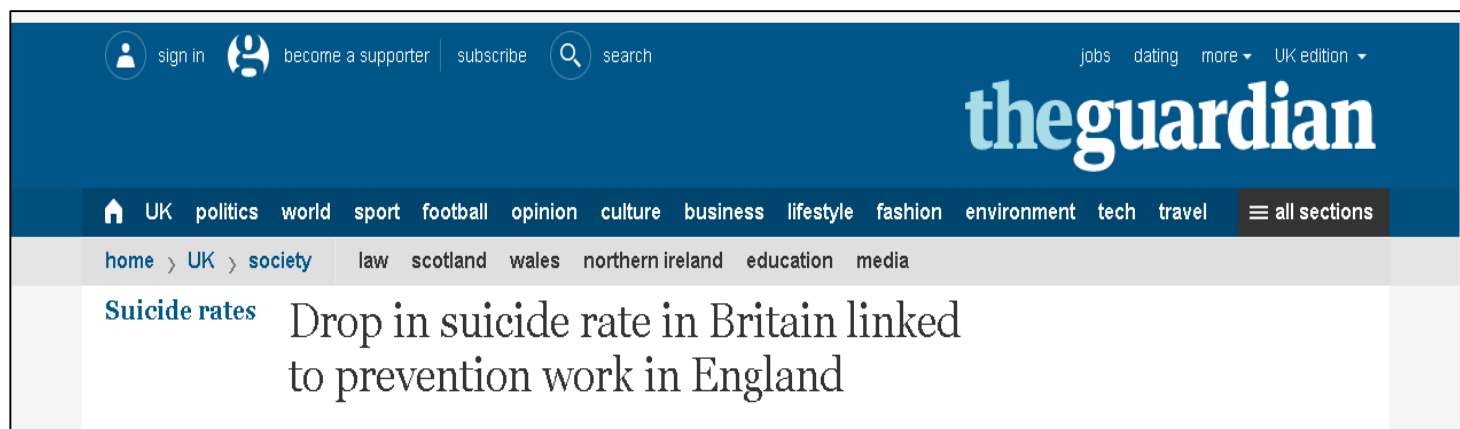 sign in become a supporter subscribe search jobs dating more UK edition
theguardian
UK politics world sport football opinion culture business lifestyle fashion environment tech travel all sections
home > UK > society law scotland wales northern ireland education media
Suicide rates Drop in suicide rate in Britain linked
to prevention work in England